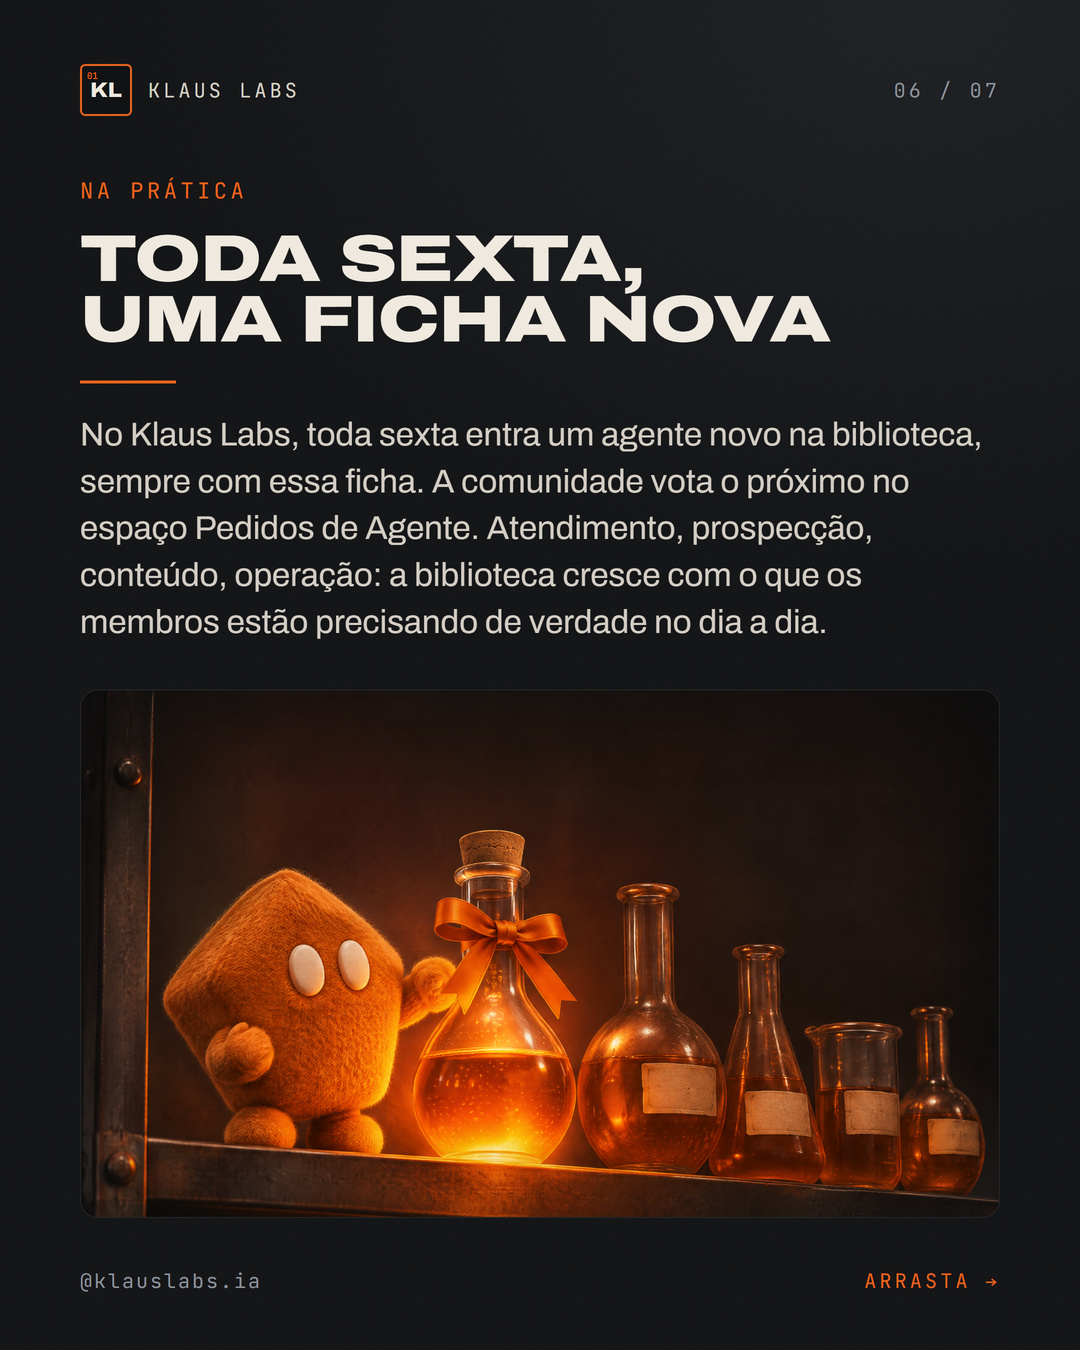 01
KL
KLAUS LABS
06 / 07
NA PRÁTICA
TODA SEXTA,
UMA FICHA NOVA
No Klaus Labs, toda sexta entra um agente novo na biblioteca,
sempre com essa ficha. A comunidade vota o próximo no
espaço Pedidos de Agente. Atendimento, prospecção,
conteúdo, operação: a biblioteca cresce com o que os
membros estão precisando de verdade no dia a dia.
@klauslabs.ia
ARRASTA →